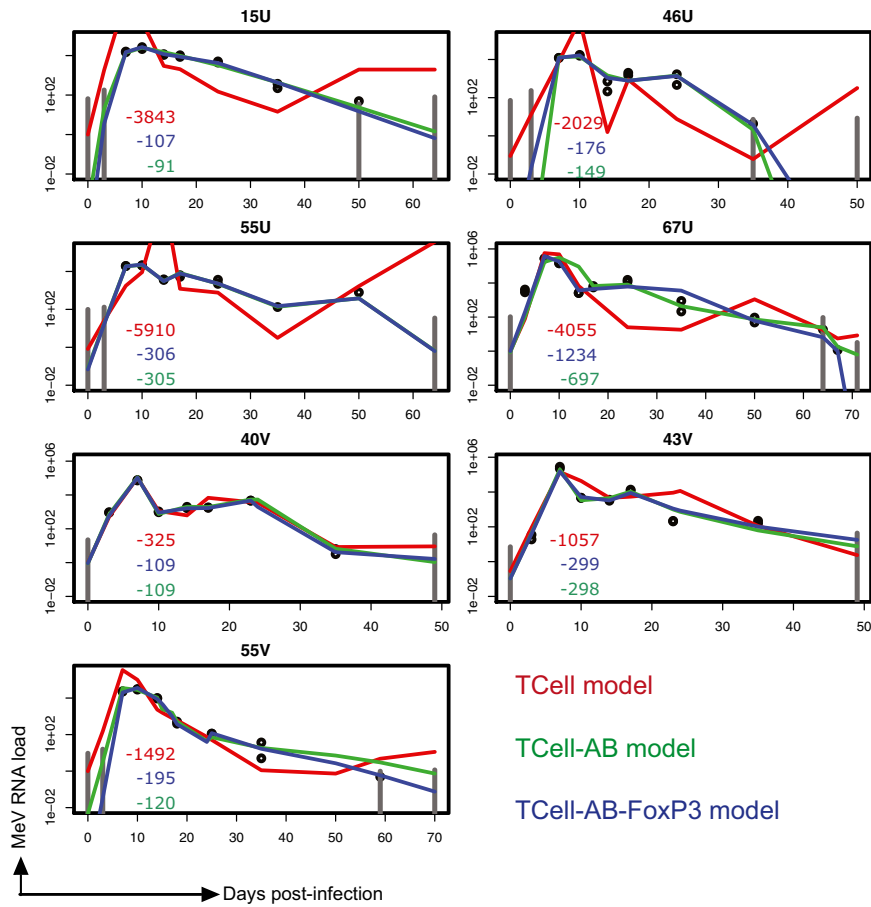 15U
1e+02
1e-02
-3843
-107
-91
0 10 20 30 40 50 60
46U
1e+02
1e-02
-2029
-176
-149
0 10 20 30 40 50
55U
1e+02
1e-02
-5910
-306
-305
0 10 20 30 40 50 60
67U
1e+06
1e+02
1e-02
-4055
-1234
-697
0 10 20 30 40 50 60 70
40V
1e+06
1e+02
1e-02
-325
-109
-109
0 10 20 30 40 50
43V
1e+06
1e+02
1e-02
-1057
-299
-298
0 10 20 30 40 50
55V
1e+02
1e-02
-1492
-195
-120
0 10 20 30 40 50 60 70
TCell model
TCell-AB model
TCell-AB-FoxP3 model
MeV RNA load
Days post-infection